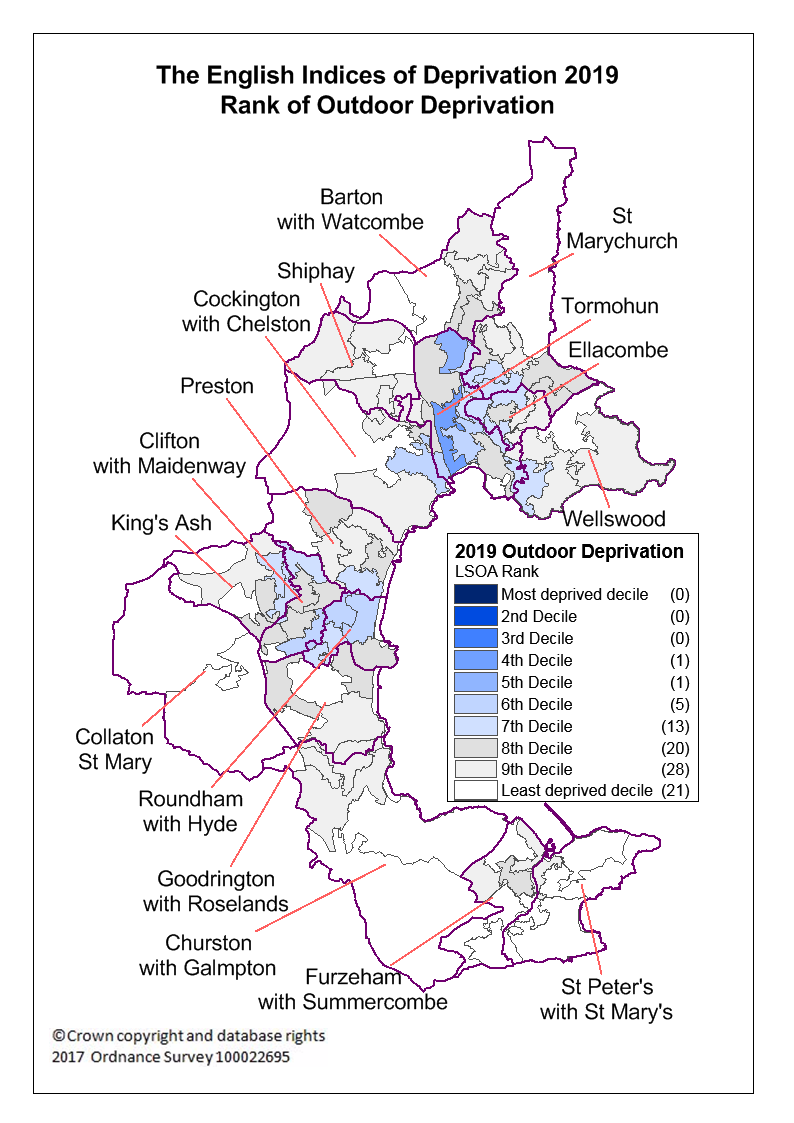 The English Indices of Deprivation 2019
Rank of Outdoor Deprivation
Barton
with Watcombe
St
Marychurch
Shiphay
Cockington
with Chelston
Tormohun
Ellacombe
Preston
Clifton
with Maidenway
King's Ash
Wellswood
2019 Outdoor Deprivation
LSOA Rank
Most deprived decile (0)
2nd Decile (0)
3rd Decile (0)
4th Decile (1)
5th Decile (1)
6th Decile (5)
7th Decile (13)
8th Decile (20)
9th Decile (28)
Least deprived decile (21)
Collaton
St Mary
Roundham
with Hyde
Goodrington
with Roselands
Churston
with Galmpton
Furzeham
with Summercombe
St Peter's
with St Mary's
©Crown copyright and database rights
2017 Ordnance Survey 100022695